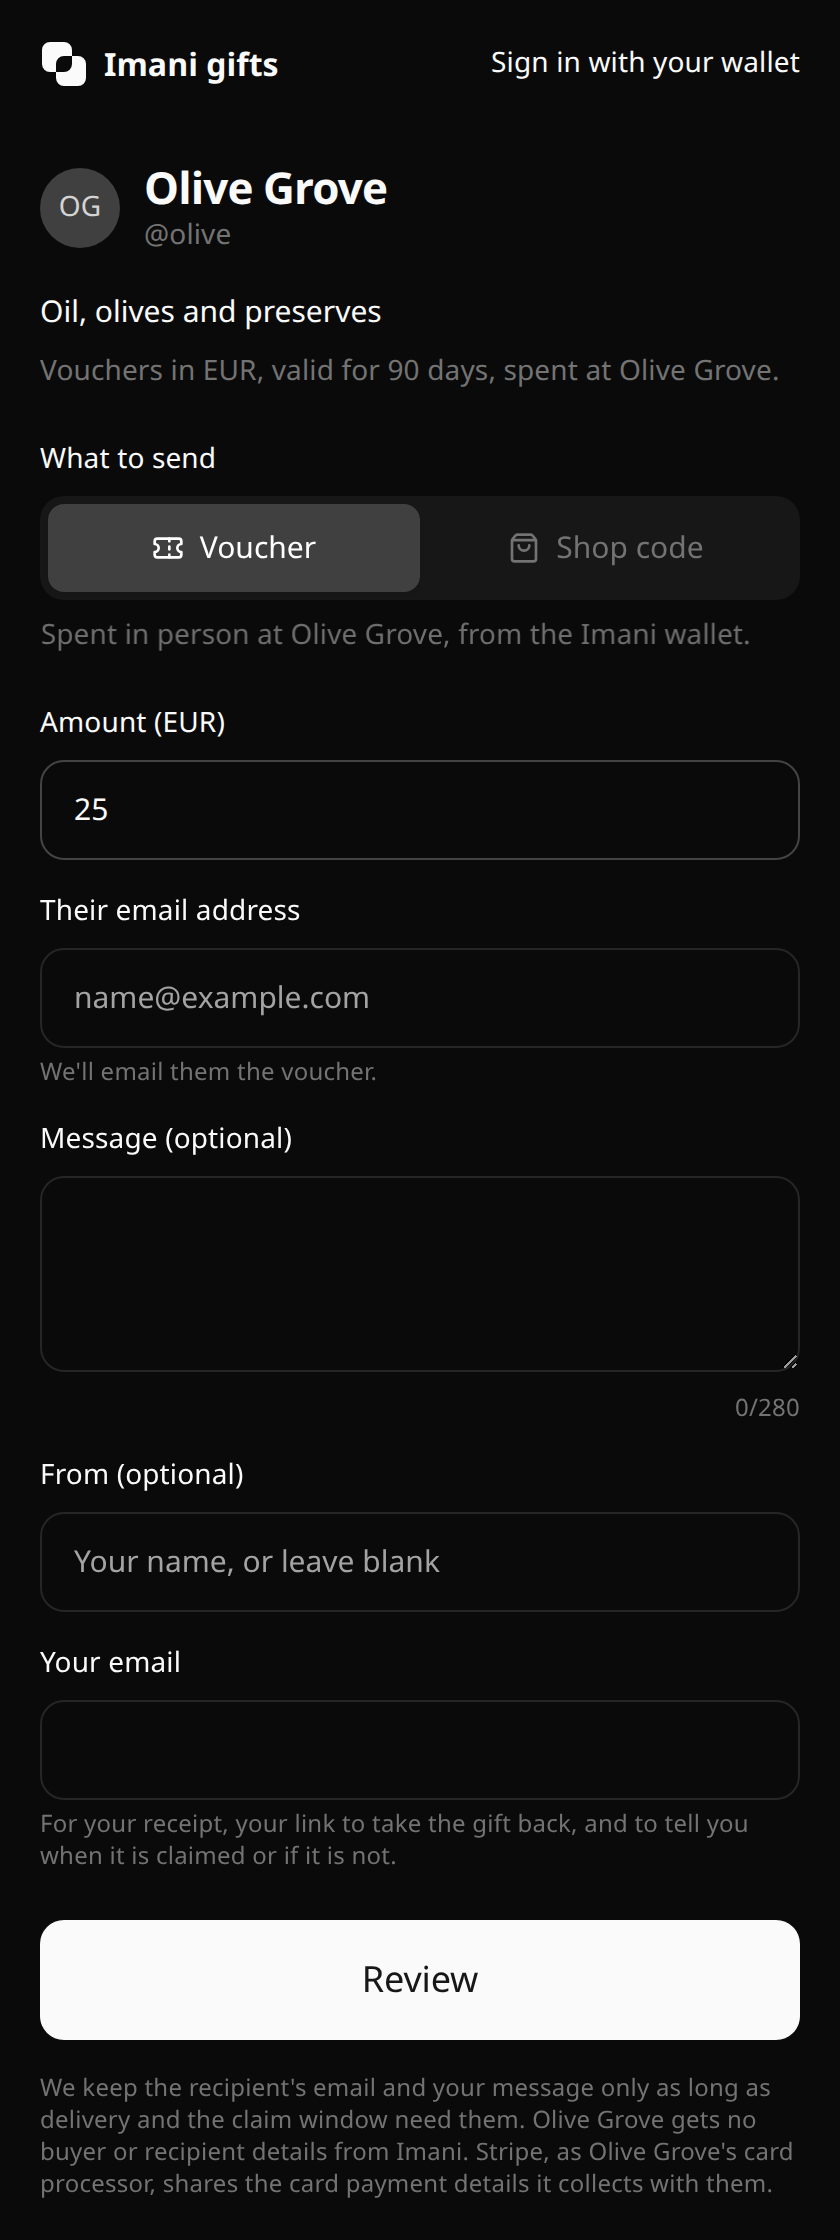 Imani gifts
Sign in with your wallet
OG
Olive Grove
@olive
Oil, olives and preserves
Vouchers in EUR, valid for 90 days, spent at Olive Grove.
What to send
Voucher
Shop code
Spent in person at Olive Grove, from the Imani wallet.
Amount (EUR)
25
Their email address
name@example.com
We'll email them the voucher.
Message (optional)
0/280
From (optional)
Your name, or leave blank
Your email
For your receipt, your link to take the gift back, and to tell you
when it is claimed or if it is not.
Review
We keep the recipient's email and your message only as long as
delivery and the claim window need them. Olive Grove gets no
buyer or recipient details from Imani. Stripe, as Olive Grove's card
processor, shares the card payment details it collects with them.